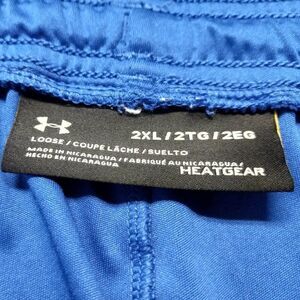 2XL / 2TG / 2EG
LOOSE / COUPE LÂCHE / SUELTO
MADE IN NICARAGUA / FABRIQUÉ AU NICARAGUA /
HECHO EN NICARAGUA
HEATGEAR